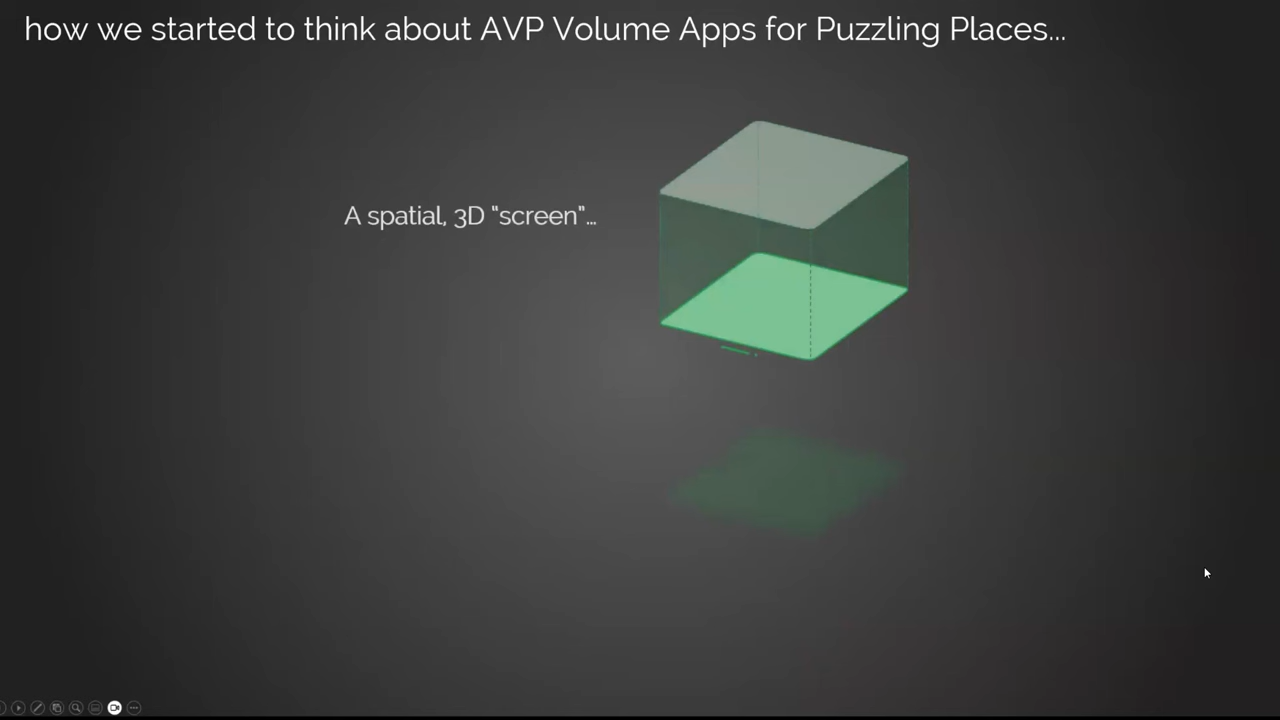 how we started to think about AVP Volume Apps for Puzzling Places...
A spatial, 3D "screen"...